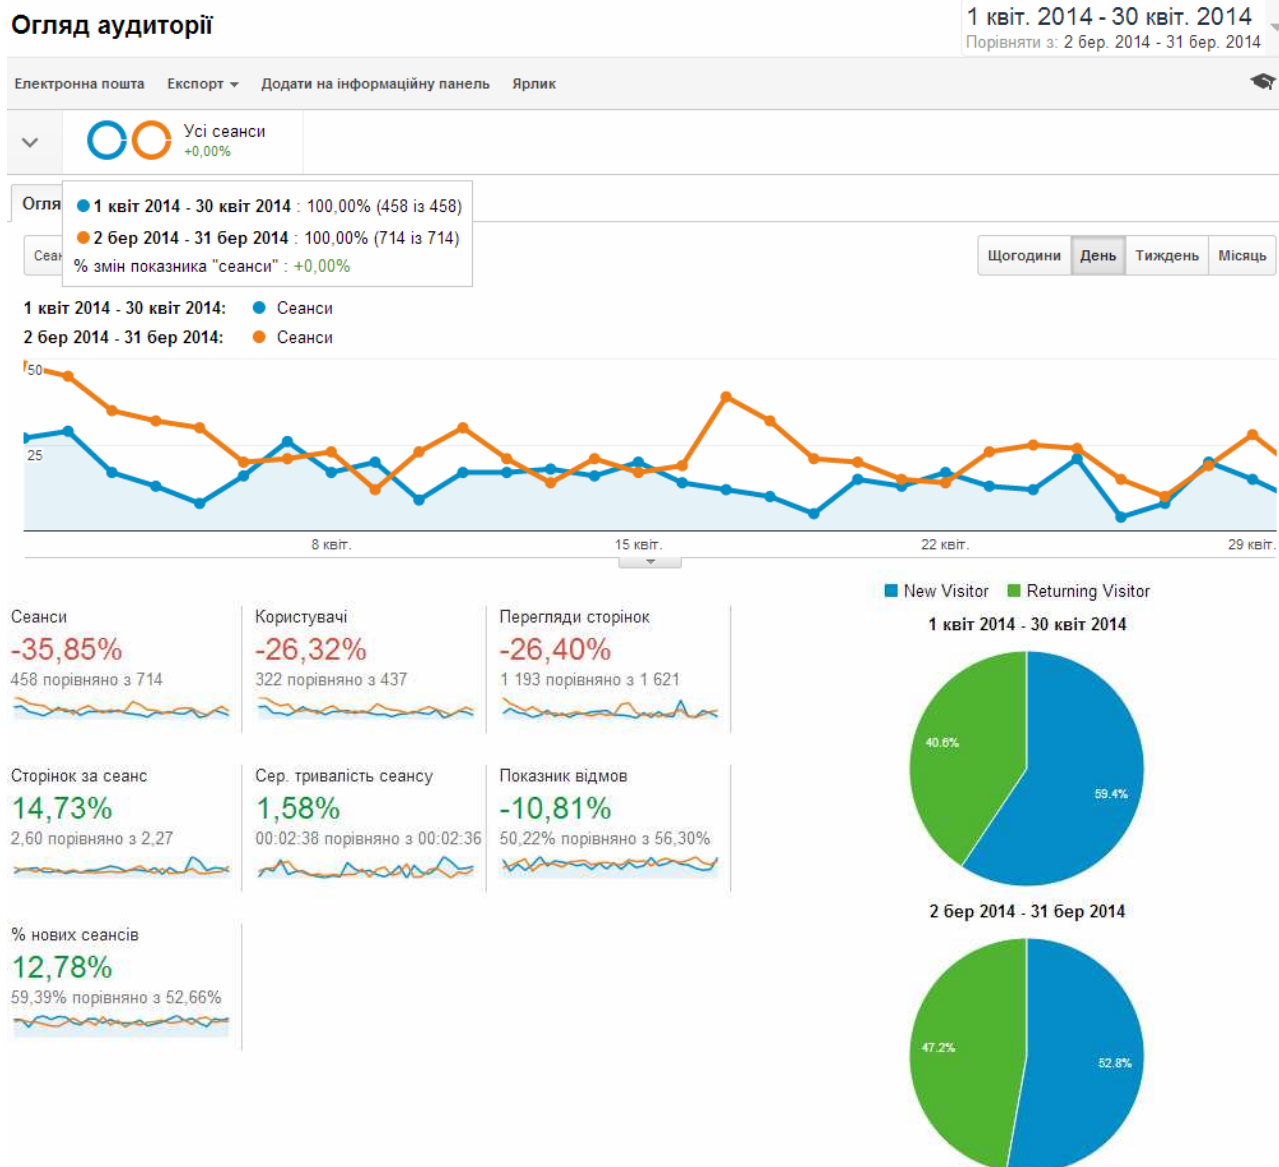 Огляд аудиторії
1 квіт. 2014 - 30 квіт. 2014
Порівняти з: 2 бер. 2014 - 31 бер. 2014
Електронна пошта Експорт Додати на інформаційну панель Ярлик
Усі сеанси
+0,00%
Огля
1 квіт 2014 - 30 квіт 2014 : 100,00% (458 із 458)
2 бер 2014 - 31 бер 2014 : 100,00% (714 із 714)
% змін показника "сеанси" : +0,00%
Сеан
Щогодини День Тиждень Місяць
1 квіт 2014 - 30 квіт 2014: Сеанси
2 бер 2014 - 31 бер 2014: Сеанси
50
25
8 квіт. 15 квіт. 22 квіт. 29 квіт.
New Visitor Returning Visitor
1 квіт 2014 - 30 квіт 2014
40.6%
59.4%
2 бер 2014 - 31 бер 2014
47.2%
52.8%
Сеанси
-35,85%
458 порівняно з 714
Користувачі
-26,32%
322 порівняно з 437
Перегляди сторінок
-26,40%
1 193 порівняно з 1 621
Сторінок за сеанс
14,73%
2,60 порівняно з 2,27
Сер. тривалість сеансу
1,58%
00:02:38 порівняно з 00:02:36
Показник відмов
-10,81%
50,22% порівняно з 56,30%
% нових сеансів
12,78%
59,39% порівняно з 52,66%